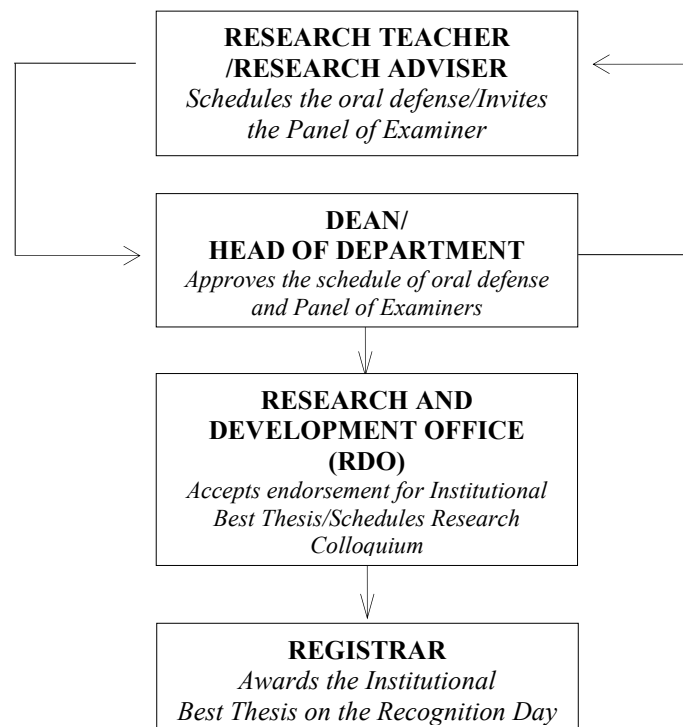 RESEARCH TEACHER
/RESEARCH ADVISER
Schedules the oral defense/Invites
the Panel of Examiner
DEAN/
HEAD OF DEPARTMENT
Approves the schedule of oral defense
and Panel of Examiners
RESEARCH AND
DEVELOPMENT OFFICE
(RDO)
Accepts endorsement for Institutional
Best Thesis/Schedules Research
Colloquium
REGISTRAR
Awards the Institutional
Best Thesis on the Recognition Day